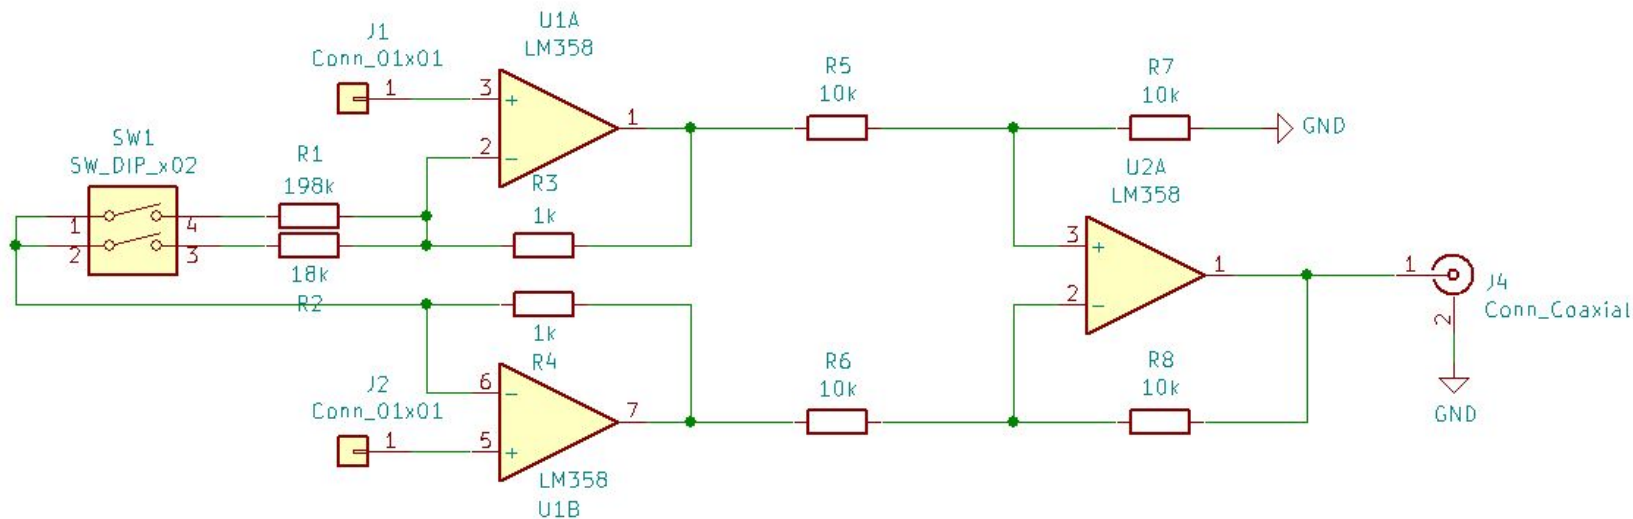 J1
Conn_01x01
1
U1A
LM358
3
+
2
−
1
SW1
SW_DIP_x02
1
2
4
3
R1
198k
18k
R2
R3
1k
1k
R4
R5
10k
R7
10k
GND
U2A
LM358
3
+
2
−
1
1
J4
Conn_Coaxial
2
GND
J2
Conn_01x01
1
6
−
5
+
7
LM358
U1B
R6
10k
R8
10k